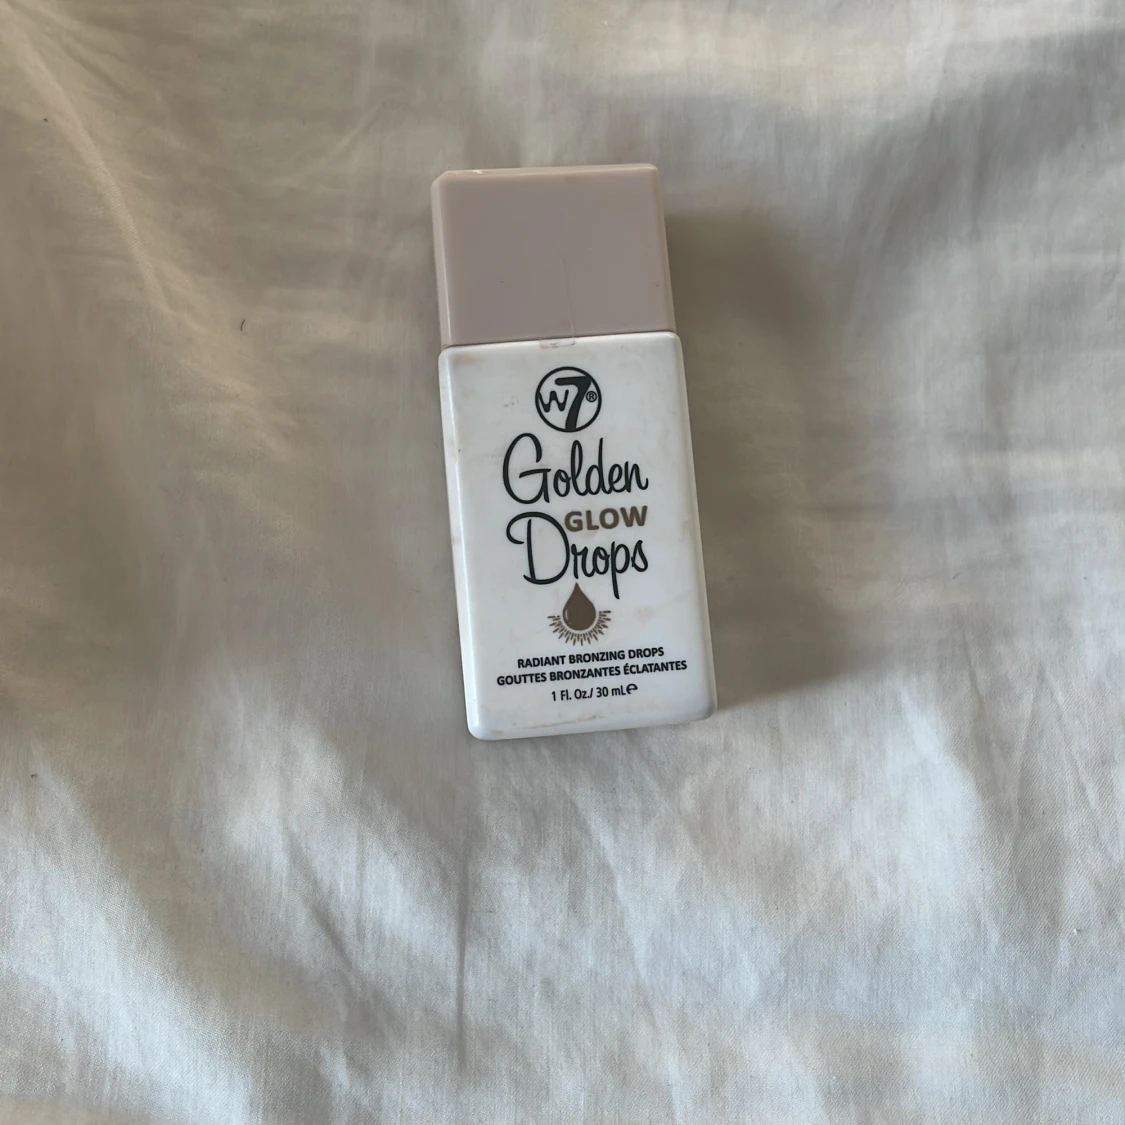 W7®
Golden
GLOW
Drops
RADIANT BRONZING DROPS
GOUTTES BRONZANTES ÉCLATANTES
1 Fl. Oz./ 30 mL℮